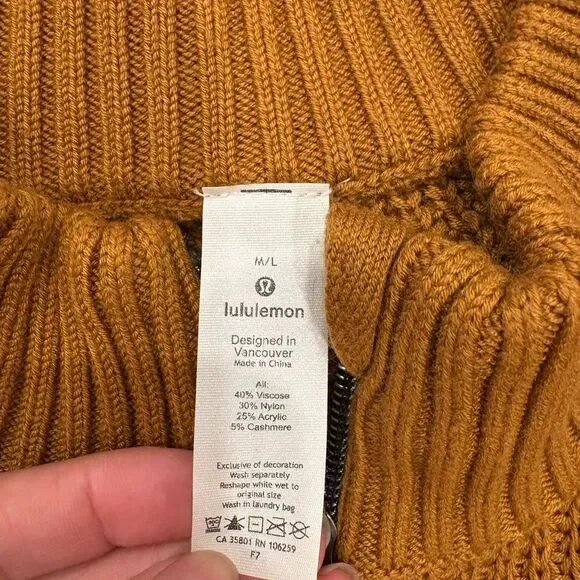 M/L
lululemon
Designed in
Vancouver
Made in China
All:
40% Viscose
30% Nylon
25% Acrylic
5% Cashmere
Exclusive of decoration
Wash separately
Reshape while wet to
original size
Wash in laundry bag
CA 35801 RN 106259
F7